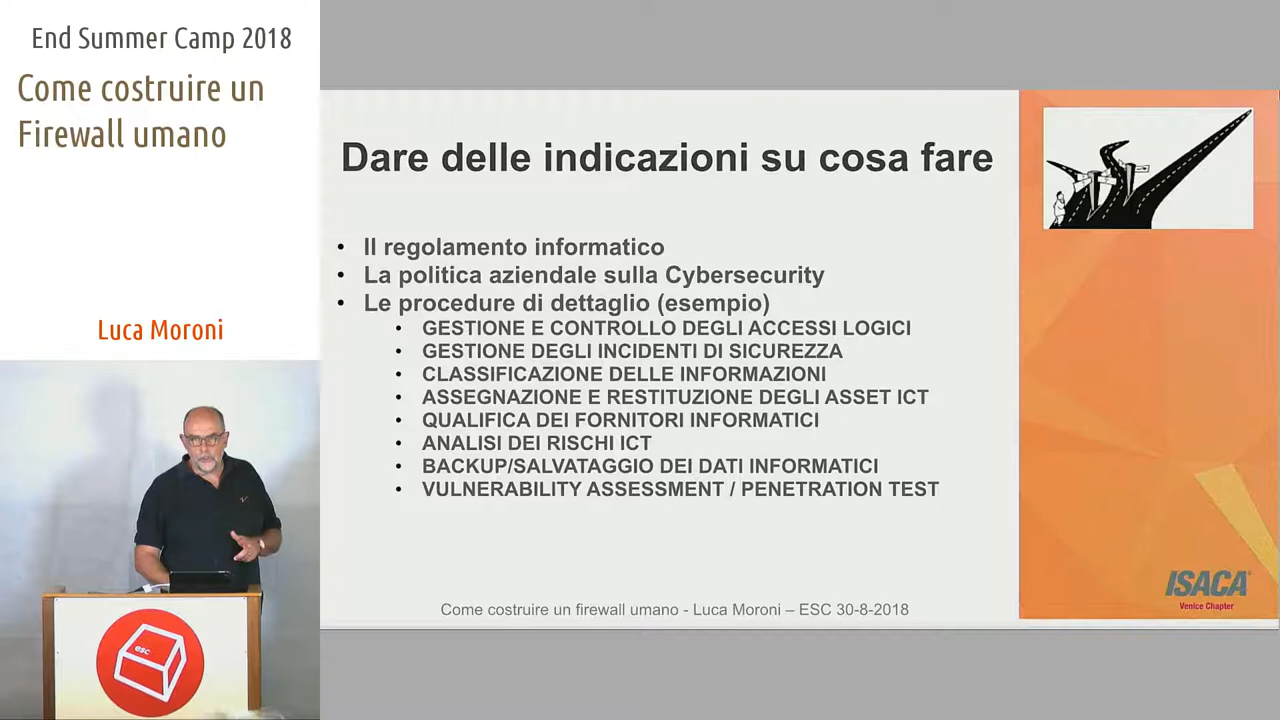 End Summer Camp 2018
Come costruire un
Firewall umano
Luca Moroni
esc
Dare delle indicazioni su cosa fare
• Il regolamento informatico
• La politica aziendale sulla Cybersecurity
• Le procedure di dettaglio (esempio)
• GESTIONE E CONTROLLO DEGLI ACCESSI LOGICI
• GESTIONE DEGLI INCIDENTI DI SICUREZZA
• CLASSIFICAZIONE DELLE INFORMAZIONI
• ASSEGNAZIONE E RESTITUZIONE DEGLI ASSET ICT
• QUALIFICA DEI FORNITORI INFORMATICI
• ANALISI DEI RISCHI ICT
• BACKUP/SALVATAGGIO DEI DATI INFORMATICI
• VULNERABILITY ASSESSMENT / PENETRATION TEST
Come costruire un firewall umano - Luca Moroni – ESC 30-8-2018
ISACA®
Venice Chapter